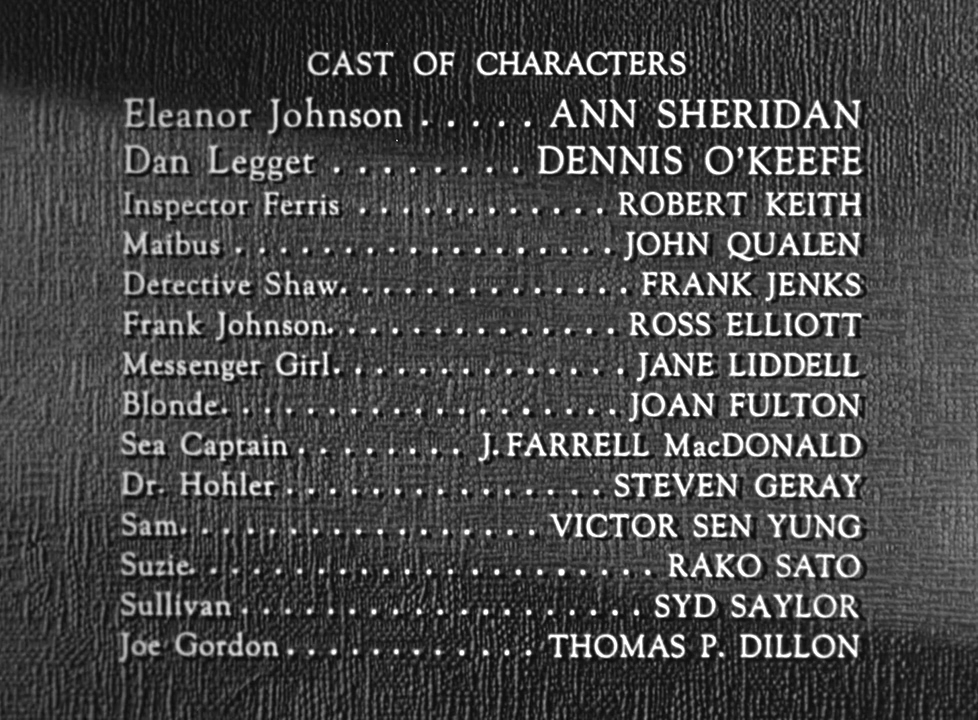 CAST OF CHARACTERS
Eleanor Johnson . . . . . ANN SHERIDAN
Dan Legget . . . . . . . . DENNIS O'KEEFE
Inspector Ferris . . . . . . . . . . . . ROBERT KEITH
Maibus . . . . . . . . . . . . . . . . . . JOHN QUALEN
Detective Shaw. . . . . . . . . . . . . . FRANK JENKS
Frank Johnson. . . . . . . . . . . . . . ROSS ELLIOTT
Messenger Girl. . . . . . . . . . . . . . JANE LIDDELL
Blonde. . . . . . . . . . . . . . . . . . . JOAN FULTON
Sea Captain . . . . . . . . J. FARRELL MacDONALD
Dr. Hohler . . . . . . . . . . . . . . . STEVEN GERAY
Sam. . . . . . . . . . . . . . . . . VICTOR SEN YUNG
Suzie. . . . . . . . . . . . . . . . . . . . . . RAKO SATO
Sullivan . . . . . . . . . . . . . . . . . . . SYD SAYLOR
Joe Gordon . . . . . . . . . . . . THOMAS P. DILLON